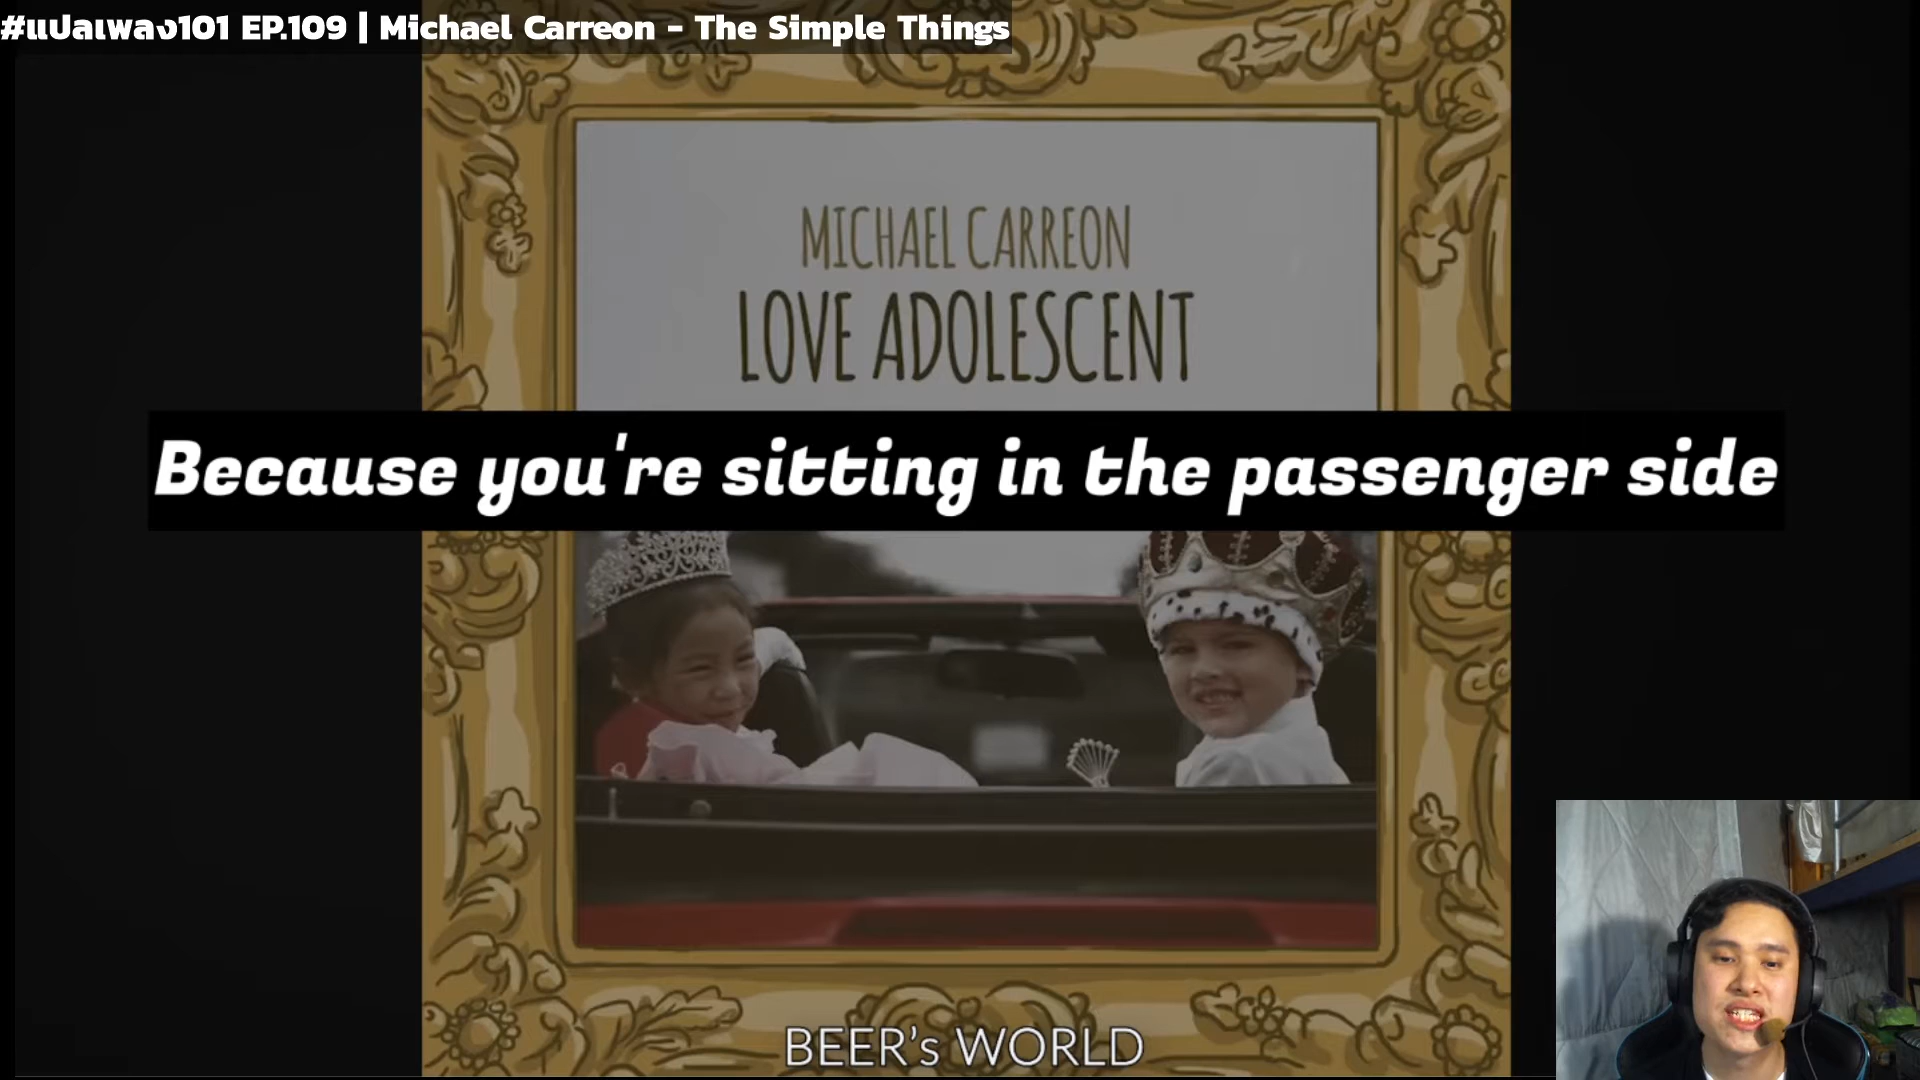 #แปลเพลง101 EP.109 | Michael Carreon - The Simple Things
MICHAEL CARREON
LOVE ADOLESCENT
Because you're sitting in the passenger side
BEER's WORLD